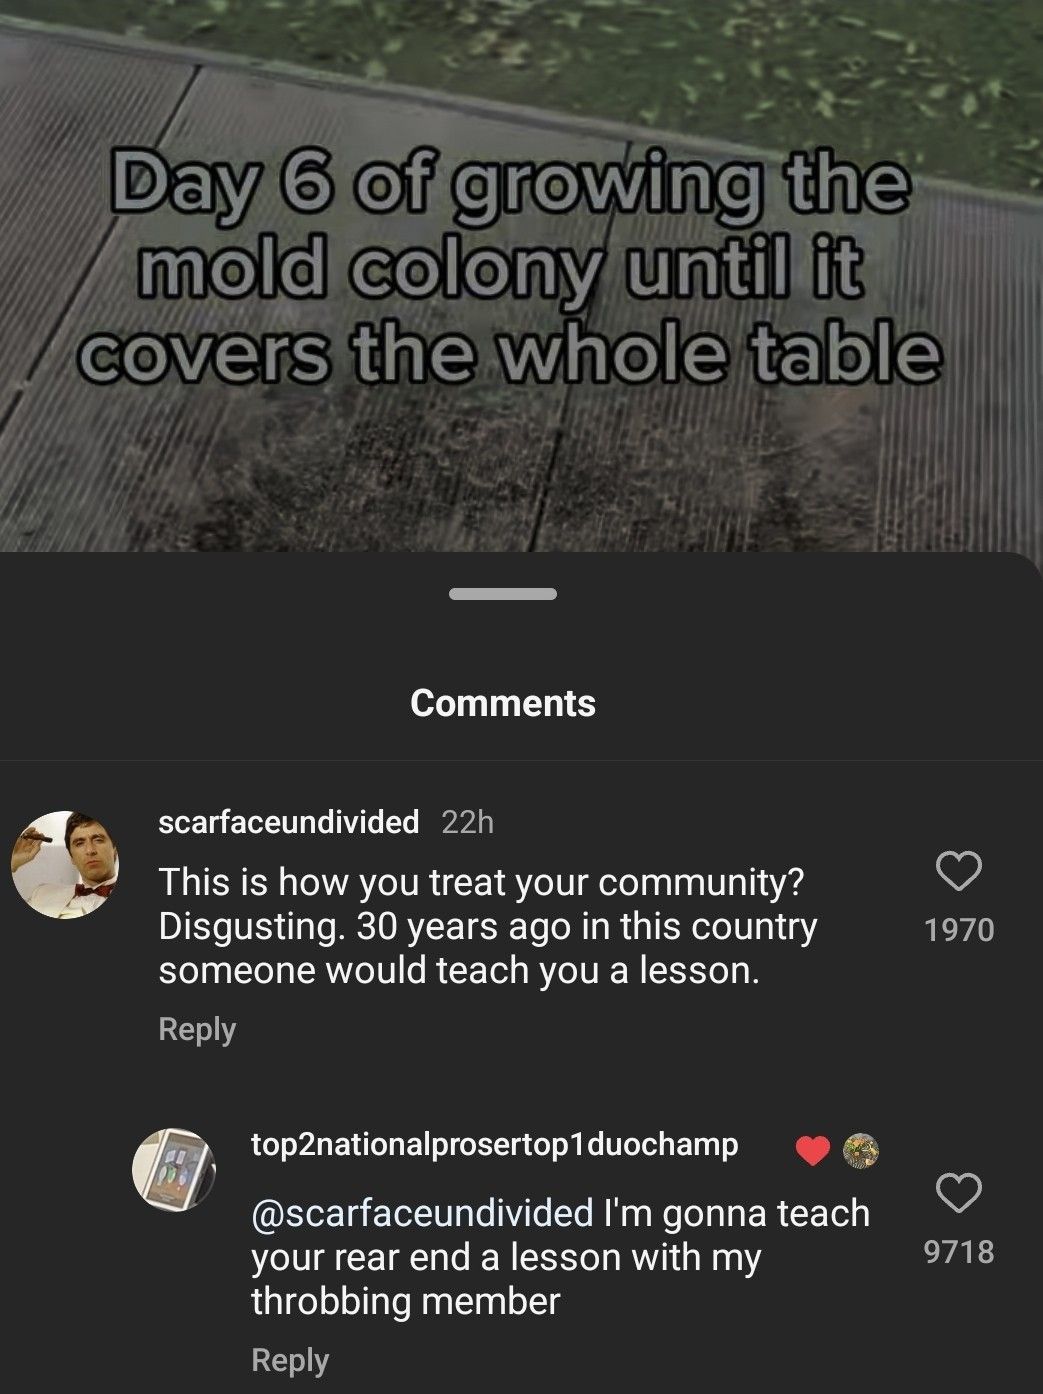 Day 6 of growing the
mold colony until it
covers the whole table
Comments
scarfaceundivided 22h
This is how you treat your community?
Disgusting. 30 years ago in this country
someone would teach you a lesson.
1970
Reply
top2nationalprosertop1duochamp
@scarfaceundivided I'm gonna teach
your rear end a lesson with my
throbbing member
9718
Reply